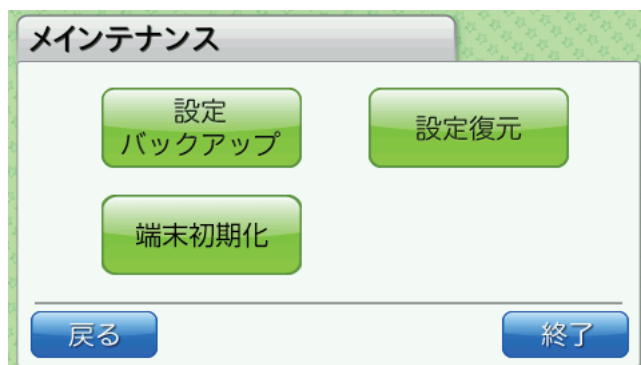 メインテナンス
設定
バックアップ
設定復元
端末初期化
戻る
終了